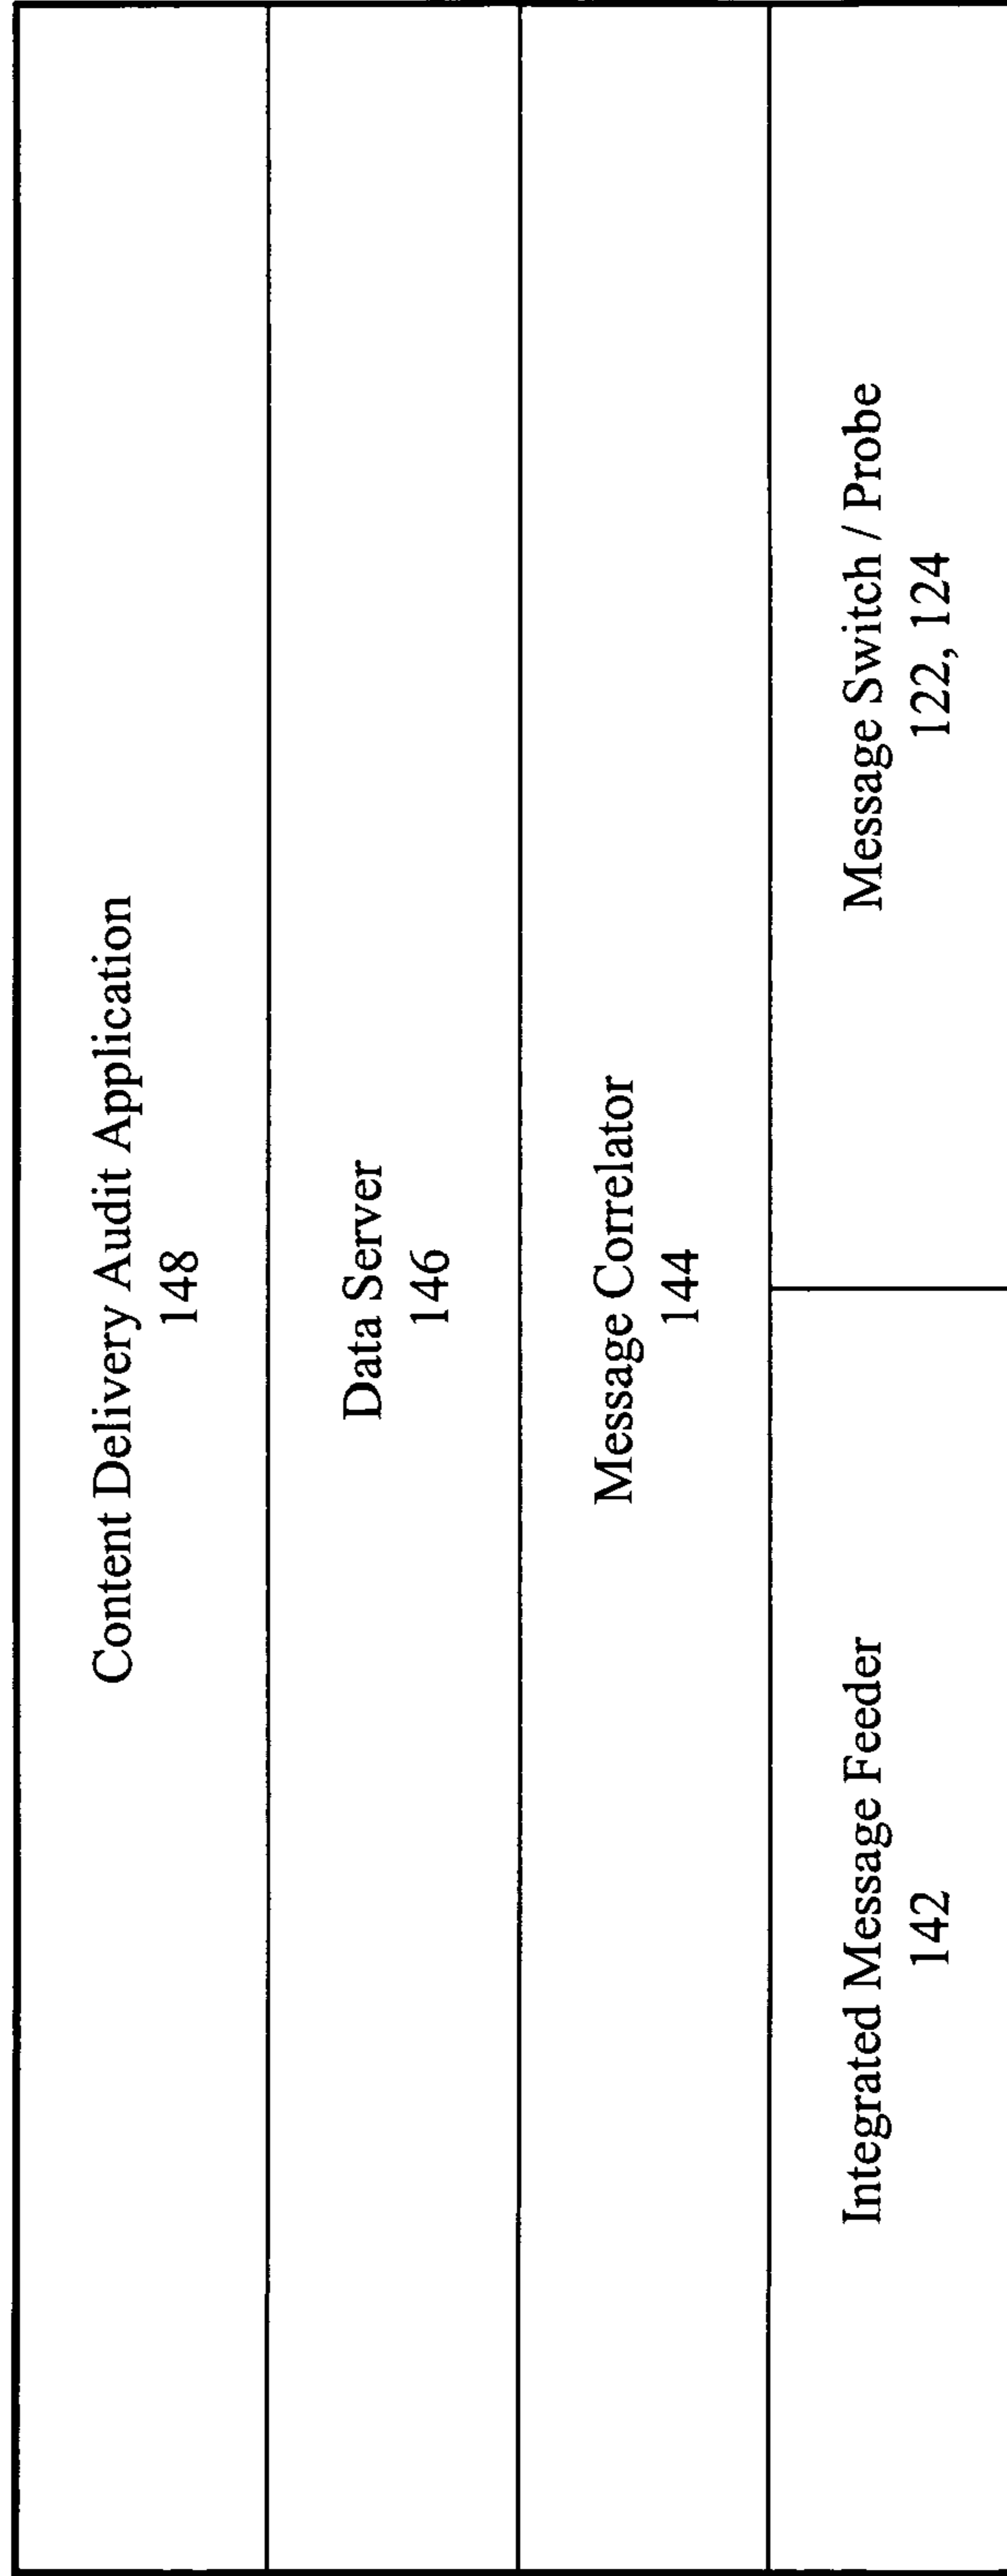 Content Delivery Audit Application
148
Data Server
146
Message Correlator
144
Integrated Message Feeder
142
Message Switch / Probe
122, 124